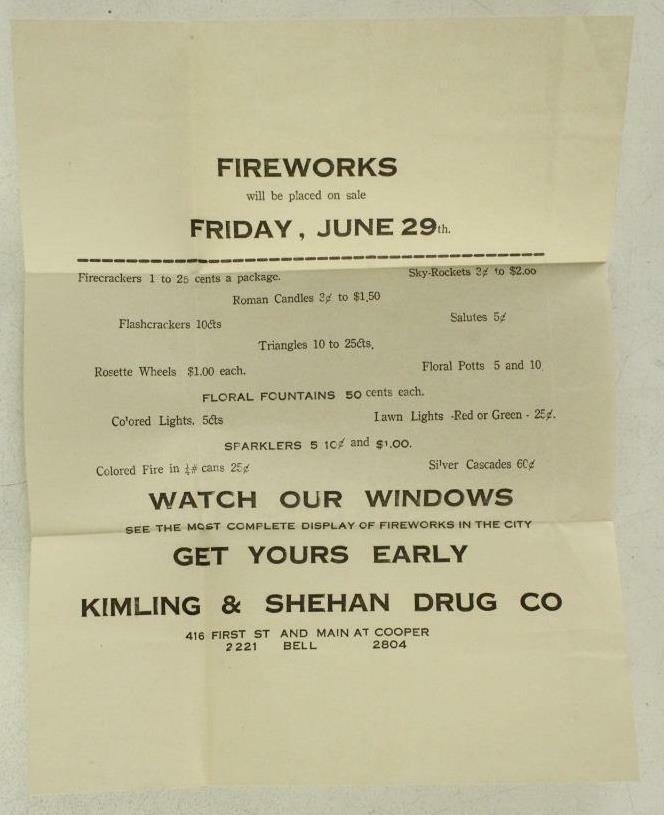 FIREWORKS
will be placed on sale
FRIDAY, JUNE 29th.
Firecrackers 1 to 25 cents a package. Sky-Rockets 3¢ to $2.00
Roman Candles 3¢ to $1.50
Flashcrackers 10cts Salutes 5¢
Triangles 10 to 25cts.
Rosette Wheels $1.00 each. Floral Potts 5 and 10.
FLORAL FOUNTAINS 50 cents each.
Co'ored Lights. 5cts Lawn Lights -Red or Green - 25¢.
SPARKLERS 5 10¢ and $1.00.
Colored Fire in ¼# cans 25¢ Si'ver Cascades 60¢
WATCH OUR WINDOWS
SEE THE MOST COMPLETE DISPLAY OF FIREWORKS IN THE CITY
GET YOURS EARLY
KIMLING & SHEHAN DRUG CO
416 FIRST ST AND MAIN AT COOPER
2221 BELL 2804